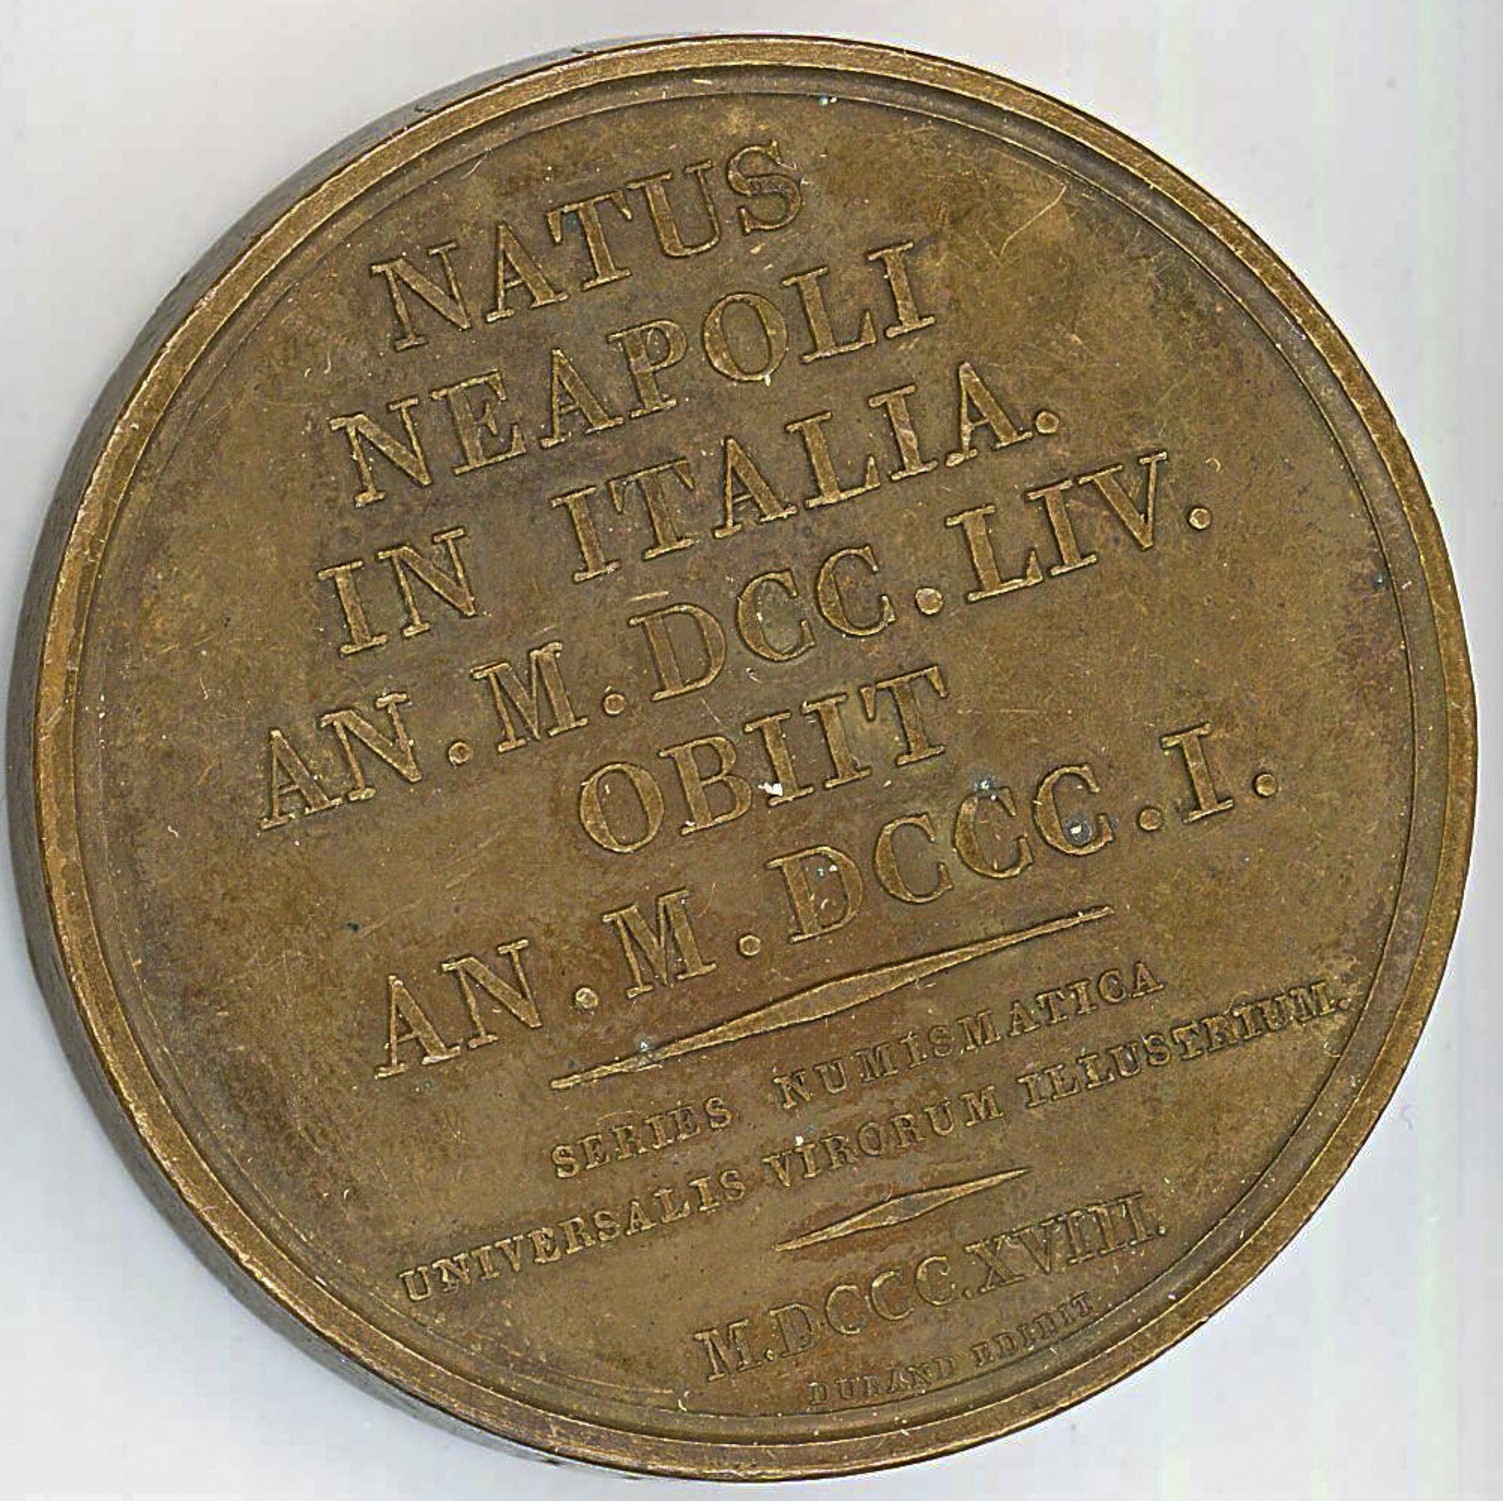 NATUS
NEAPOLI
IN ITALIA.
AN. M. DCC. LIV.
OBIIT
AN. M. DCCC. I.
SERIES NUMISMATICA
UNIVERSALIS VIRORUM ILLUSTRIUM.
M.DCCC.XVIII.
DURAND EDIDIT